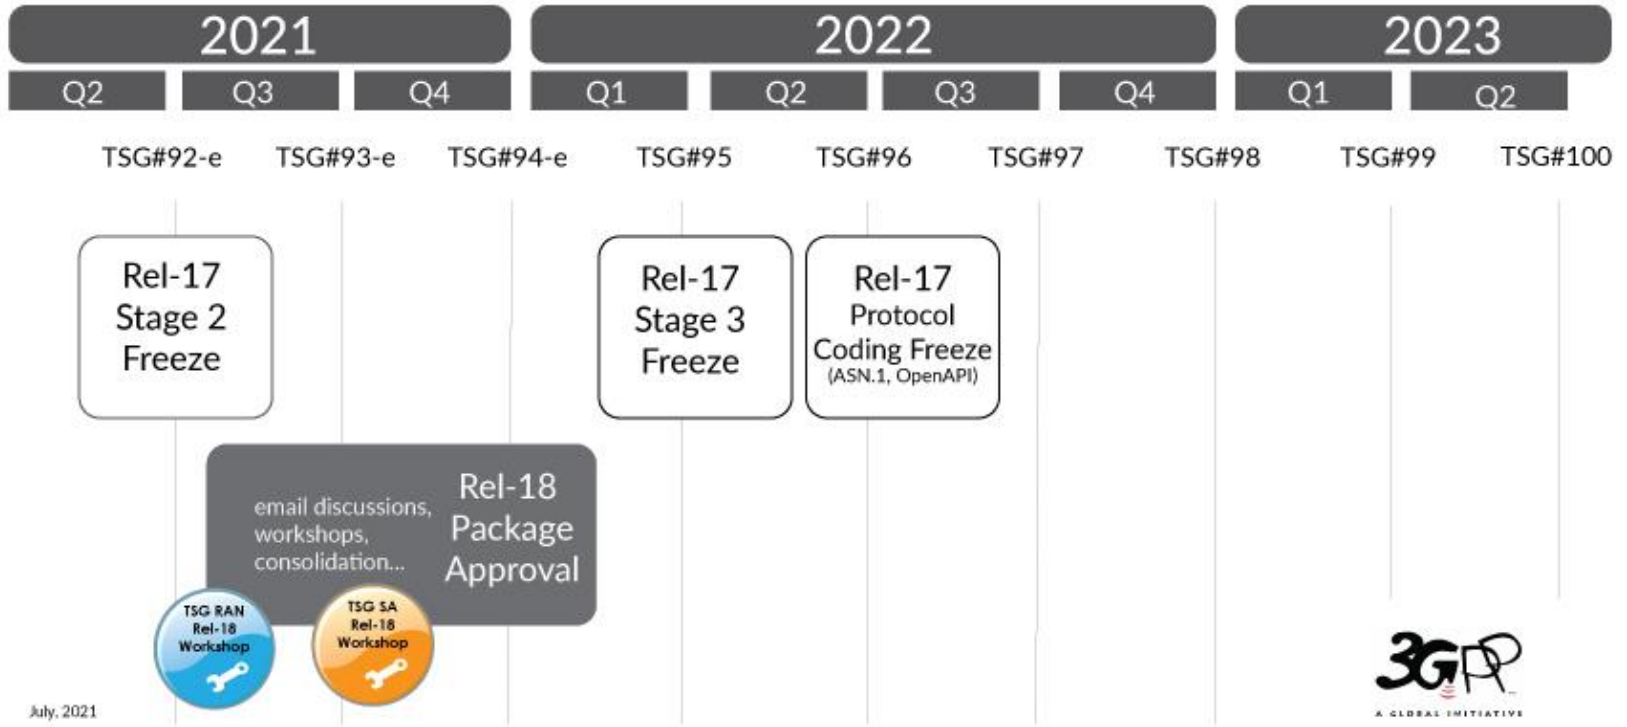 2021 2022 2023
Q2 Q3 Q4 Q1 Q2 Q3 Q4 Q1 Q2
TSG#92-e TSG#93-e TSG#94-e TSG#95 TSG#96 TSG#97 TSG#98 TSG#99 TSG#100
Rel-17
Stage 2
Freeze
Rel-17
Stage 3
Freeze
Rel-17
Protocol
Coding Freeze
(ASN.1, OpenAPI)
email discussions,
workshops,
consolidation...
Rel-18
Package
Approval
TSG RAN
Rel-18
Workshop
TSG SA
Rel-18
Workshop
July, 2021
3GPP
A GLOBAL INITIATIVE